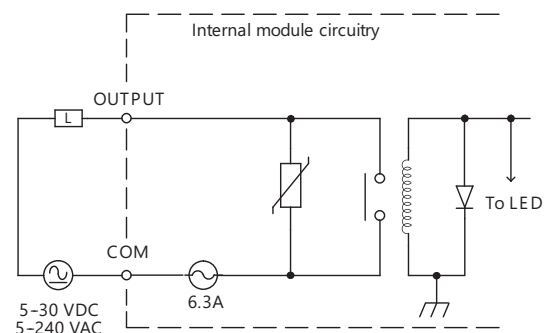 Internal module circuitry
OUTPUT
L
To LED
COM
6.3A
5–30 VDC
5–240 VAC